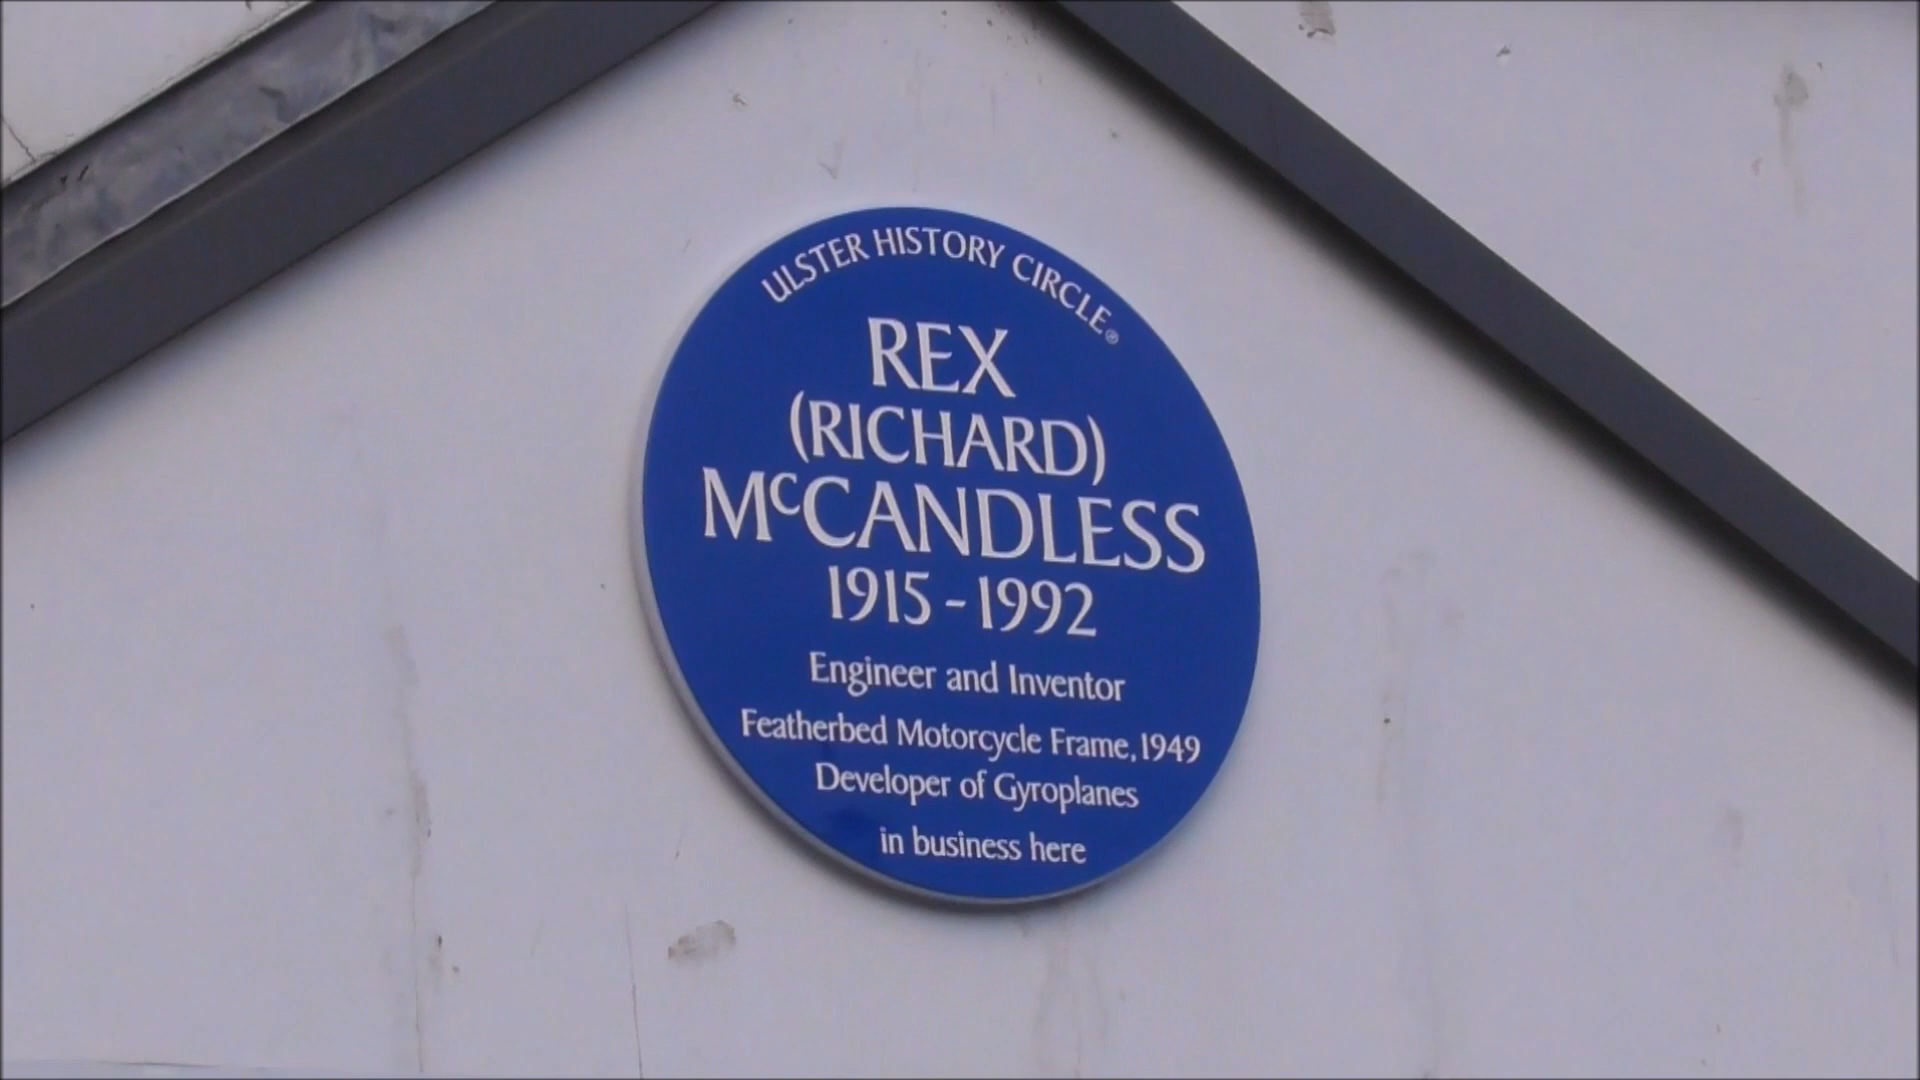 ULSTER HISTORY CIRCLE®
REX
(RICHARD)
McCANDLESS
1915 - 1992
Engineer and Inventor
Featherbed Motorcycle Frame, 1949
Developer of Gyroplanes
in business here